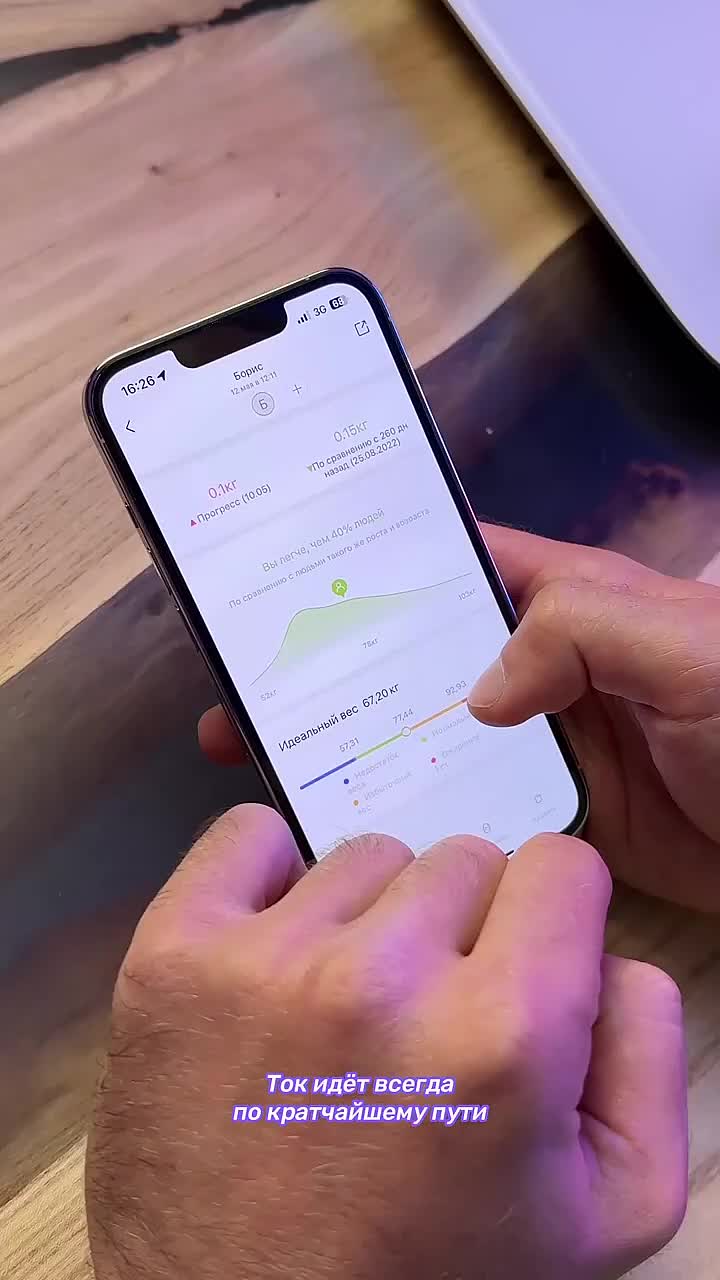 16:26
3G 68
Борис
12 мая в 12:11
Б +
0.1кг
▲Прогресс (10.05)
0.15кг
▼По сравнению с 260 дн
назад (25.08.2022)
Вы легче, чем 40% людей
По сравнению с людьми такого же роста и возраста
52кг
78кг
103кг
Идеальный вес 67,20 кг
57,31
77,44
92,93
Недостаток
веса
Нормальный
Избыточный
вес
Ожирение
Ток идёт всегда
по кратчайшему пути